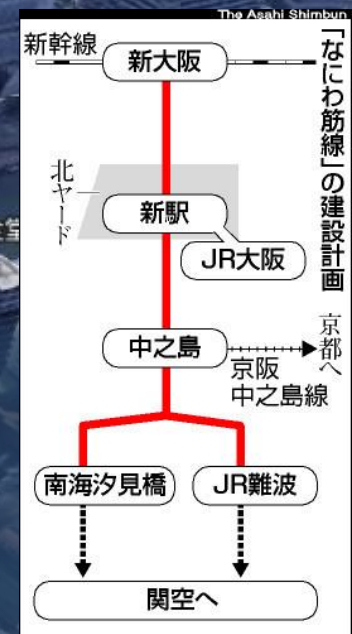 The Asahi Shimbun
「なにわ筋線」の建設計画
新幹線
新大阪
北ヤード
新駅
JR大阪
中之島
京都へ
京阪
中之島線
南海汐見橋
JR難波
関空へ